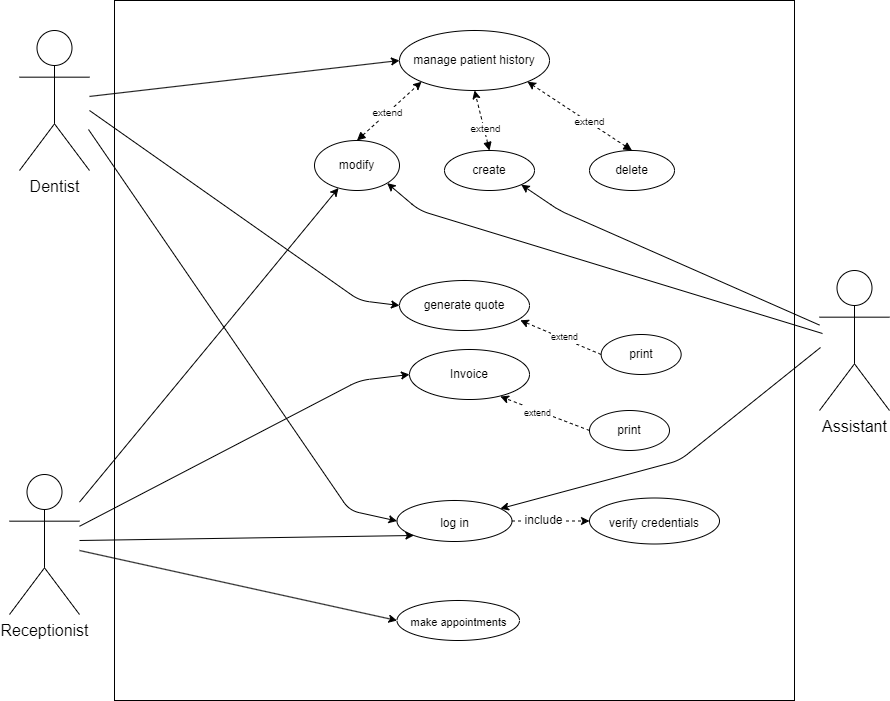 manage patient history
extend
extend
extend
modify
create
delete
Dentist
generate quote
extend
print
Invoice
extend
print
Assistant
log in
include
verify credentials
make appointments
Receptionist